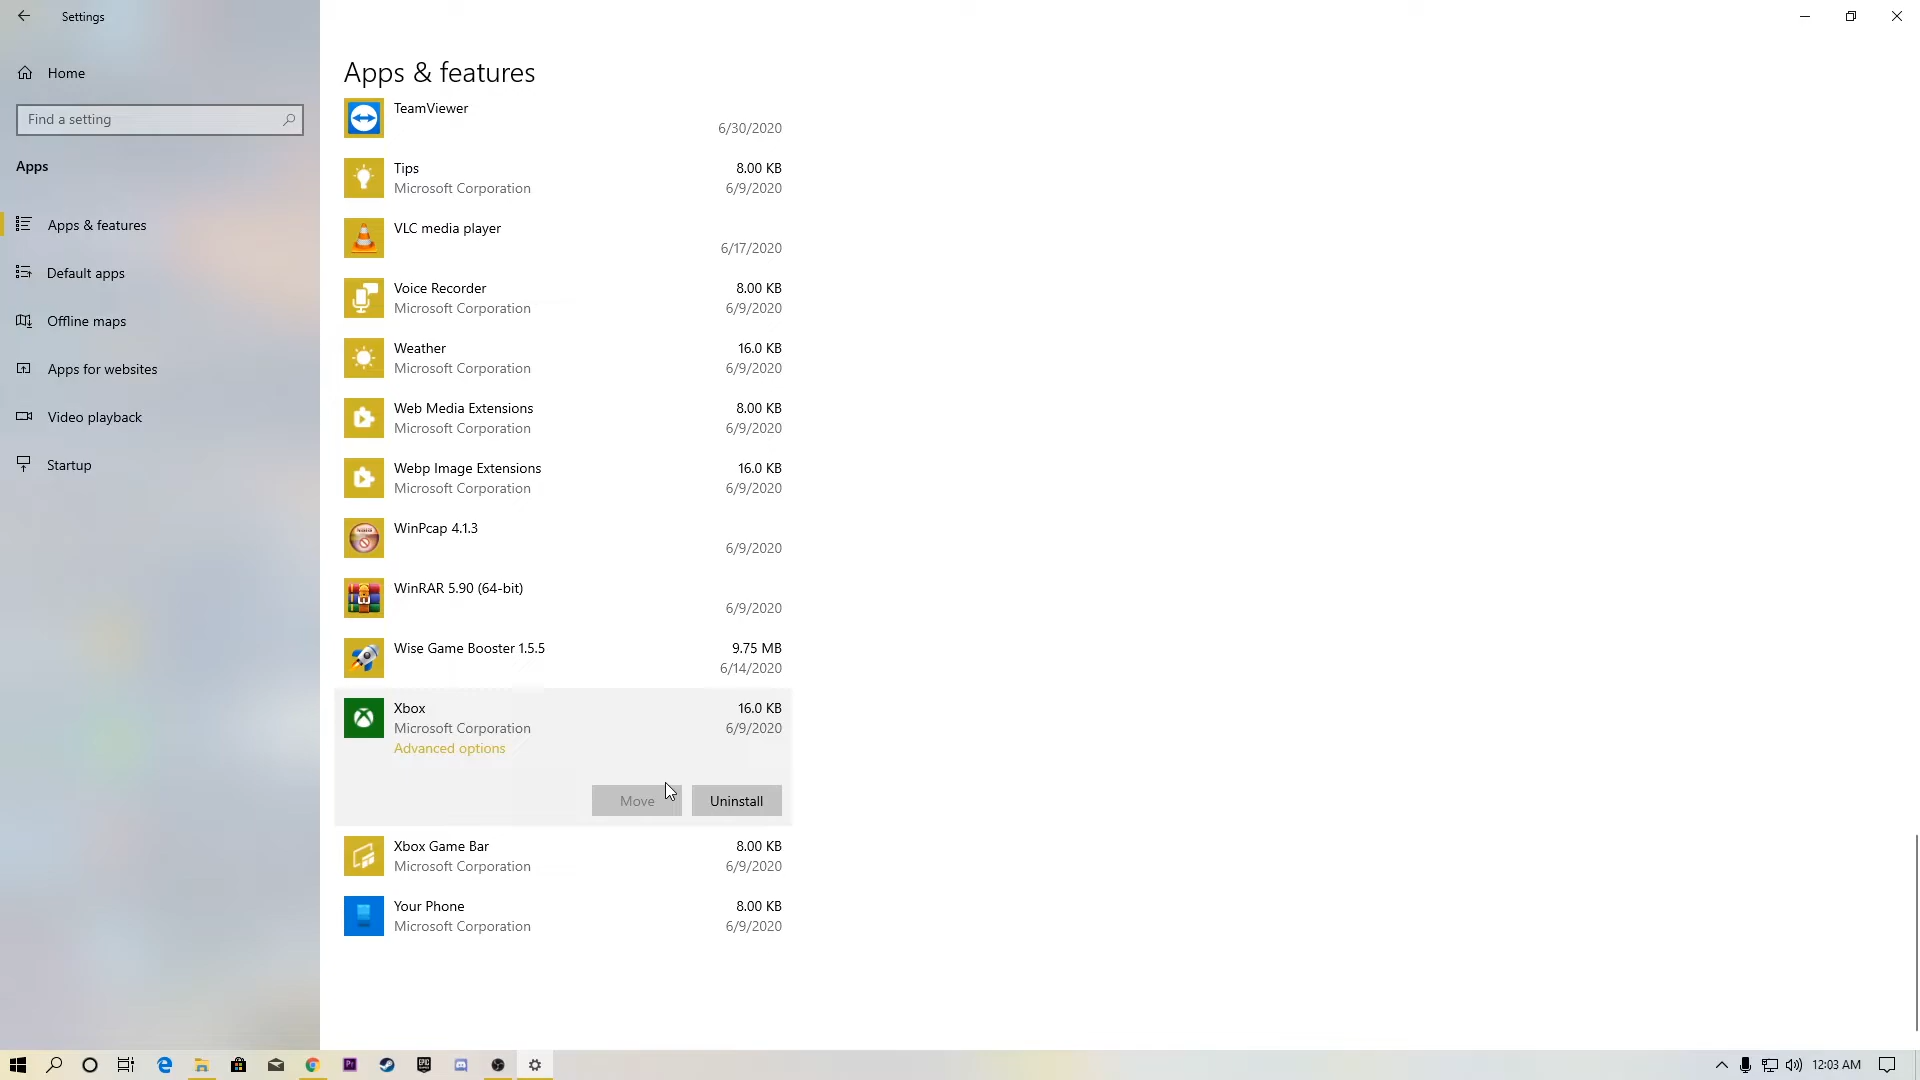 Settings
Home
Find a setting
Apps
Apps & features
Default apps
Offline maps
Apps for websites
Video playback
Startup
Apps & features
TeamViewer
6/30/2020
Tips 8.00 KB
Microsoft Corporation 6/9/2020
VLC media player
6/17/2020
Voice Recorder 8.00 KB
Microsoft Corporation 6/9/2020
Weather 16.0 KB
Microsoft Corporation 6/9/2020
Web Media Extensions 8.00 KB
Microsoft Corporation 6/9/2020
Webp Image Extensions 16.0 KB
Microsoft Corporation 6/9/2020
WinPcap 4.1.3
6/9/2020
WinRAR 5.90 (64-bit)
6/9/2020
Wise Game Booster 1.5.5 9.75 MB
6/14/2020
Xbox 16.0 KB
Microsoft Corporation 6/9/2020
Advanced options
Move Uninstall
Xbox Game Bar 8.00 KB
Microsoft Corporation 6/9/2020
Your Phone 8.00 KB
Microsoft Corporation 6/9/2020
Pr
EPIC
12:03 AM